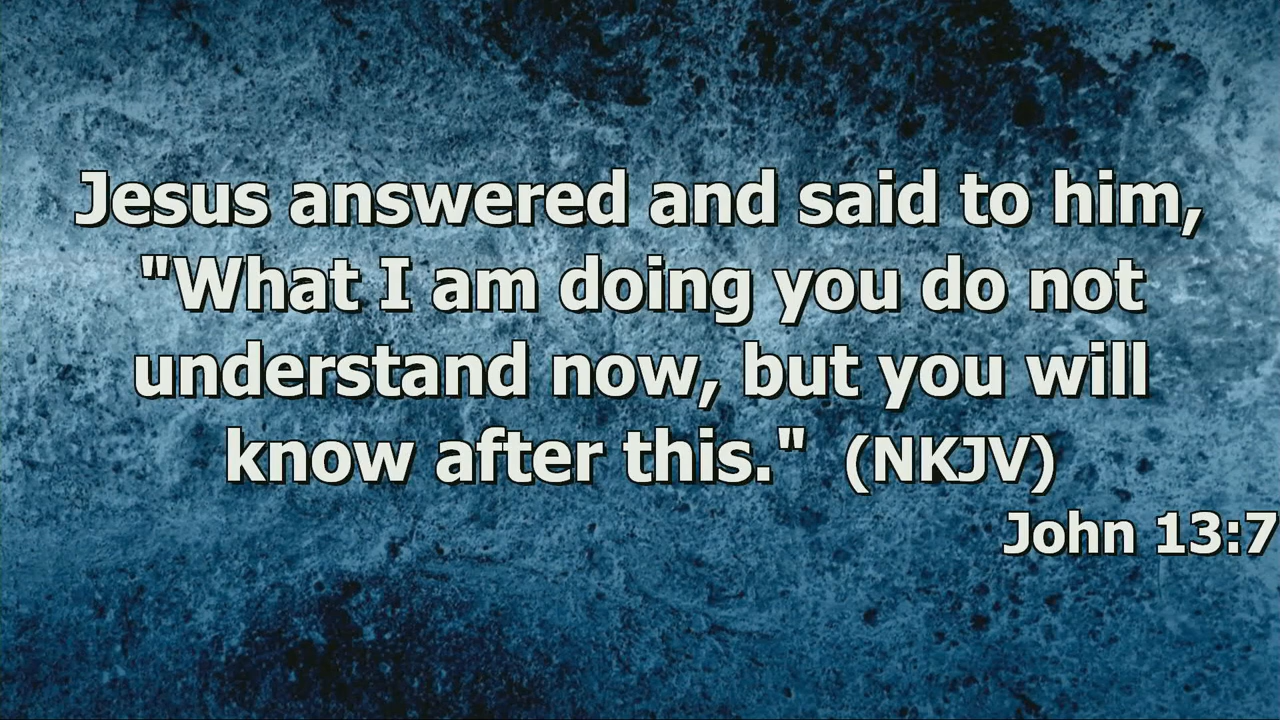 Jesus answered and said to him,
"What I am doing you do not
understand now, but you will
know after this." (NKJV)
John 13:7